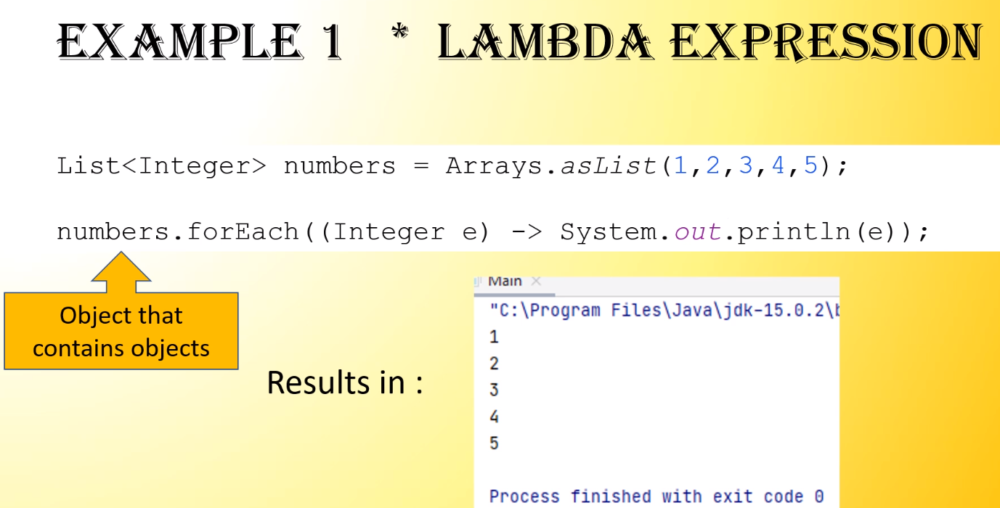 EXAMPLE 1 * LAMBDA EXPRESSION
List<Integer> numbers = Arrays.asList(1,2,3,4,5);
numbers.forEach((Integer e) -> System.out.println(e));
Object that
contains objects
Results in :
Main ×
"C:\Program Files\Java\jdk-15.0.2\
1
2
3
4
5
Process finished with exit code 0